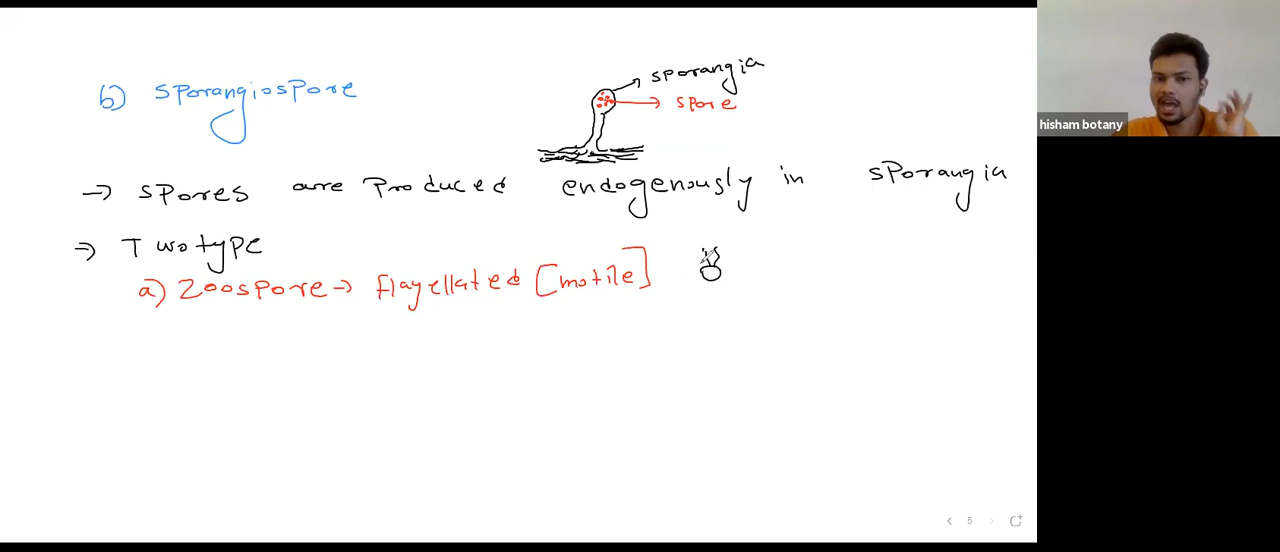 b) sporangiospore
sporangia
spore
→ spores are produced endogenously in sporangia
→ Two type
a) zoospore → flagellated [motile]
hisham botany
5